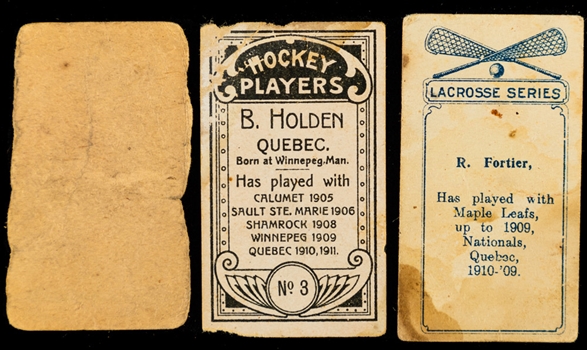 HOCKEY
PLAYERS
B. HOLDEN
QUEBEC.
Born at Winnepeg. Man.
Has played with
CALUMET 1905
SAULT STE. MARIE 1906
SHAMROCK 1908
WINNEPEG 1909
QUEBEC 1910, 1911.
No 3
LACROSSE SERIES
R. Fortier,
Has played with
Maple Leafs,
up to 1909,
Nationals,
Quebec,
1910-'09.